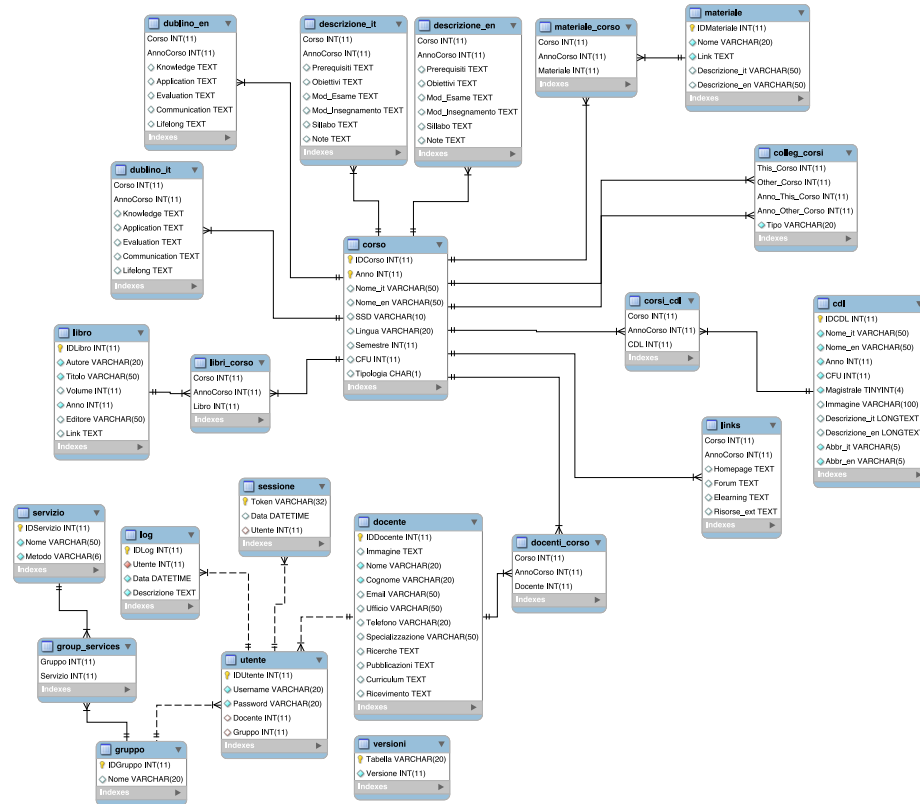 dublino_en
Corso INT(11)
AnnoCorso INT(11)
Knowledge TEXT
Application TEXT
Evaluation TEXT
Communication TEXT
Lifelong TEXT
Indexes
descrizione_it
Corso INT(11)
AnnoCorso INT(11)
Prerequisiti TEXT
Obiettivi TEXT
Mod_Esame TEXT
Mod_Insegnamento TEXT
Sillabo TEXT
Note TEXT
Indexes
descrizione_en
Corso INT(11)
AnnoCorso INT(11)
Prerequisiti TEXT
Obiettivi TEXT
Mod_Esame TEXT
Mod_Insegnamento TEXT
Sillabo TEXT
Note TEXT
Indexes
materiale_corso
Corso INT(11)
AnnoCorso INT(11)
Materiale INT(11)
Indexes
materiale
IDMateriale INT(11)
Nome VARCHAR(20)
Link TEXT
Descrizione_it VARCHAR(50)
Descrizione_en VARCHAR(50)
Indexes
dublino_it
Corso INT(11)
AnnoCorso INT(11)
Knowledge TEXT
Application TEXT
Evaluation TEXT
Communication TEXT
Lifelong TEXT
Indexes
colleg_corsi
This_Corso INT(11)
Other_Corso INT(11)
Anno_This_Corso INT(11)
Anno_Other_Corso INT(11)
Tipo VARCHAR(20)
Indexes
corso
IDCorso INT(11)
Anno INT(11)
Nome_it VARCHAR(50)
Nome_en VARCHAR(50)
SSD VARCHAR(10)
Lingua VARCHAR(20)
Semestre INT(11)
CFU INT(11)
Tipologia CHAR(1)
Indexes
corsi_cdl
Corso INT(11)
AnnoCorso INT(11)
CDL INT(11)
Indexes
cdl
IDCDL INT(11)
Nome_it VARCHAR(50)
Nome_en VARCHAR(50)
Anno INT(11)
CFU INT(11)
Magistrale TINYINT(4)
Immagine VARCHAR(100)
Descrizione_it LONGTEXT
Descrizione_en LONGTEXT
Abbr_it VARCHAR(5)
Abbr_en VARCHAR(5)
Indexes
libro
IDLibro INT(11)
Autore VARCHAR(20)
Titolo VARCHAR(50)
Volume INT(11)
Anno INT(11)
Editore VARCHAR(50)
Link TEXT
Indexes
libri_corso
Corso INT(11)
AnnoCorso INT(11)
Libro INT(11)
Indexes
links
Corso INT(11)
AnnoCorso INT(11)
Homepage TEXT
Forum TEXT
Elearning TEXT
Risorse_ext TEXT
Indexes
servizio
IDServizio INT(11)
Nome VARCHAR(50)
Metodo VARCHAR(6)
Indexes
log
IDLog INT(11)
Utente INT(11)
Data DATETIME
Descrizione TEXT
Indexes
sessione
Token VARCHAR(32)
Data DATETIME
Utente INT(11)
Indexes
docente
IDDocente INT(11)
Immagine TEXT
Nome VARCHAR(20)
Cognome VARCHAR(20)
Email VARCHAR(50)
Ufficio VARCHAR(50)
Telefono VARCHAR(20)
Specializzazione VARCHAR(50)
Ricerche TEXT
Pubblicazioni TEXT
Curriculum TEXT
Ricevimento TEXT
Indexes
docenti_corso
Corso INT(11)
AnnoCorso INT(11)
Docente INT(11)
Indexes
group_services
Gruppo INT(11)
Servizio INT(11)
Indexes
utente
IDUtente INT(11)
Username VARCHAR(20)
Password VARCHAR(20)
Docente INT(11)
Gruppo INT(11)
Indexes
gruppo
IDGruppo INT(11)
Nome VARCHAR(20)
versioni
Tabella VARCHAR(20)
Versione INT(11)
Indexes